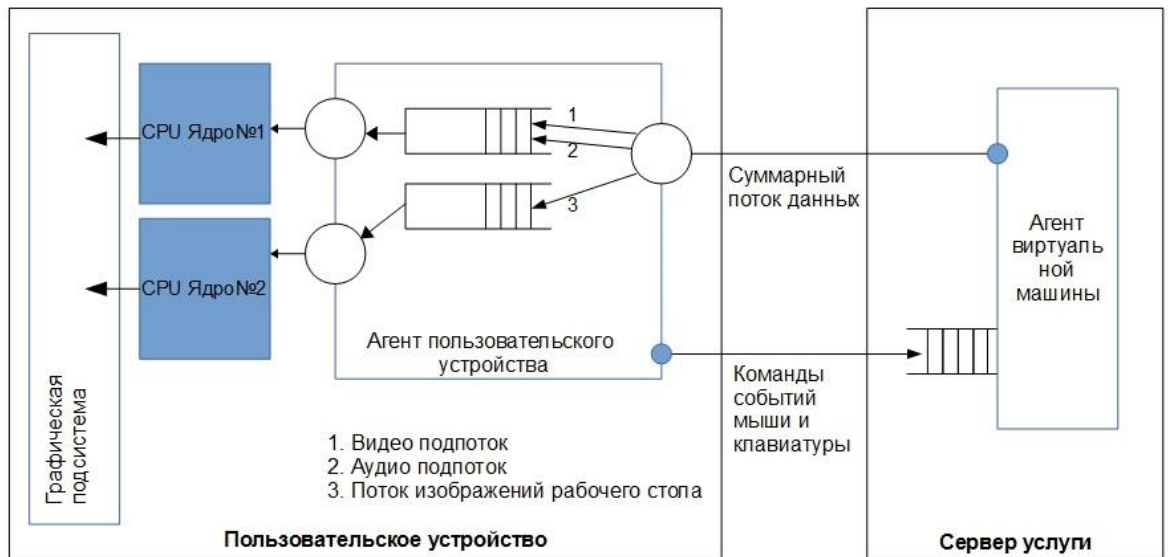 CPU Ядро№1
CPU Ядро№2
Графическая
подсистема
1
2
3
Агент пользовательского
устройства
1. Видео подпоток
2. Аудио подпоток
3. Поток изображений рабочего стола
Пользовательское устройство
Суммарный
поток данных
Команды
событий
мыши и
клавиатуры
Агент
виртуаль
ной
машины
Сервер услуги